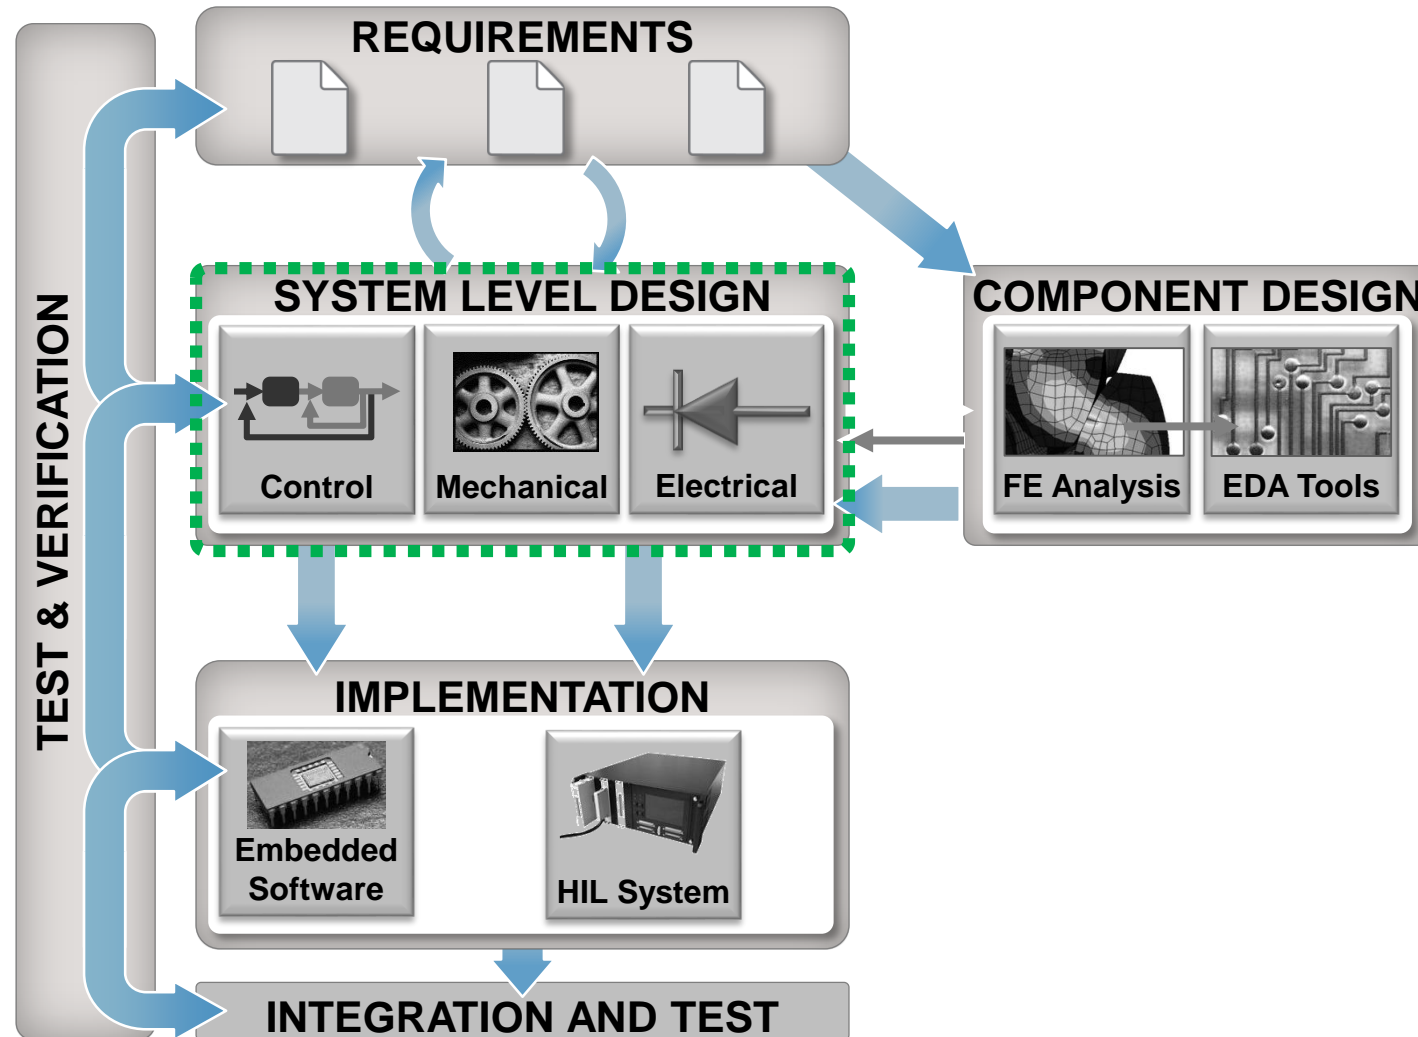 REQUIREMENTS
TEST & VERIFICATION
SYSTEM LEVEL DESIGN
COMPONENT DESIGN
Control
Mechanical
Electrical
FE Analysis
EDA Tools
IMPLEMENTATION
Embedded
Software
HIL System
INTEGRATION AND TEST